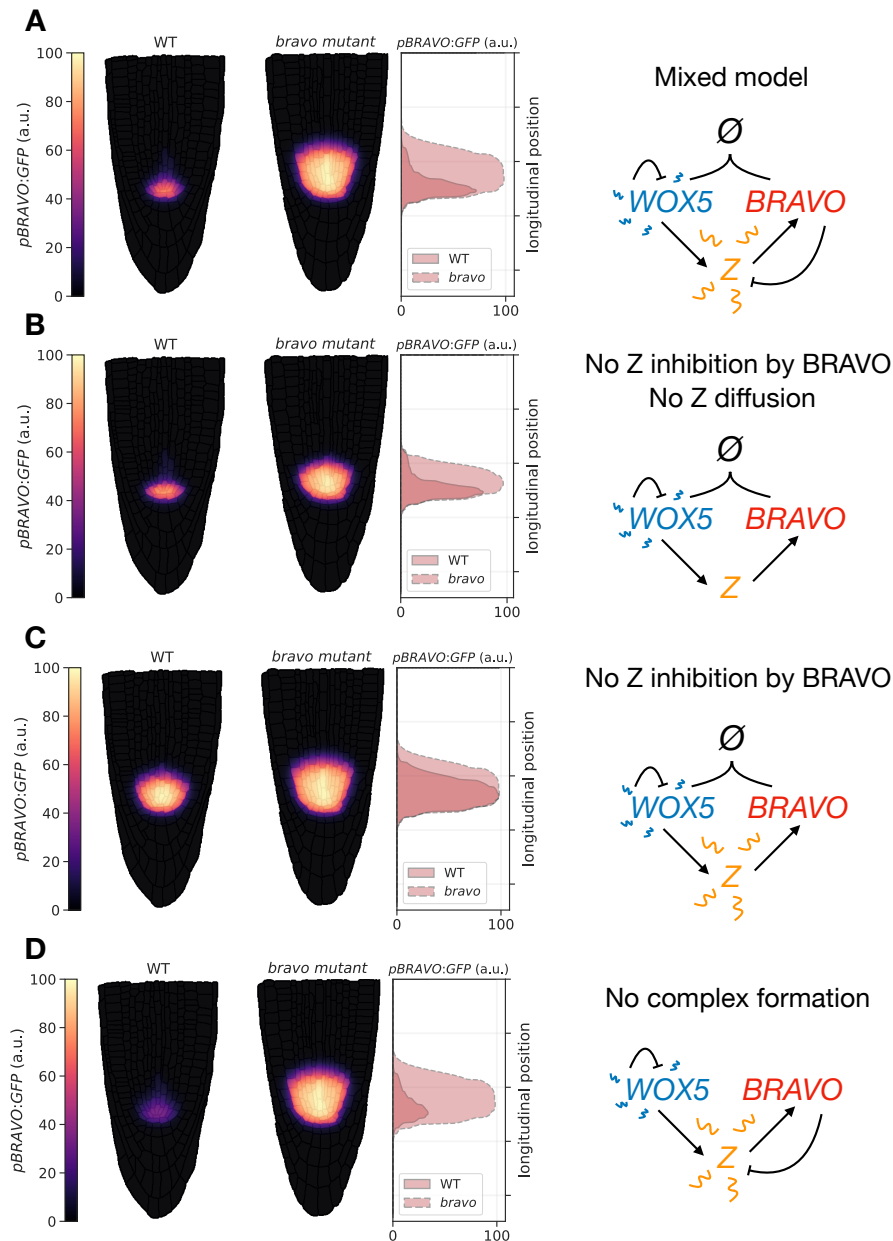 A
WT
bravo mutant
pBRAVO:GFP (a.u.)
Mixed model
100
80
60
40
20
0
pBRAVO:GFP (a.u.)
longitudinal position
WT
bravo
0
100
Ø
WOX5
BRAVO
Z
B
WT
bravo mutant
pBRAVO:GFP (a.u.)
No Z inhibition by BRAVO
No Z diffusion
100
80
60
40
20
0
pBRAVO:GFP (a.u.)
longitudinal position
WT
bravo
0
100
Ø
WOX5
BRAVO
Z
C
WT
bravo mutant
pBRAVO:GFP (a.u.)
No Z inhibition by BRAVO
100
80
60
40
20
0
pBRAVO:GFP (a.u.)
longitudinal position
WT
bravo
0
100
Ø
WOX5
BRAVO
Z
D
WT
bravo mutant
pBRAVO:GFP (a.u.)
No complex formation
100
80
60
40
20
0
pBRAVO:GFP (a.u.)
longitudinal position
WT
bravo
0
100
WOX5
BRAVO
Z